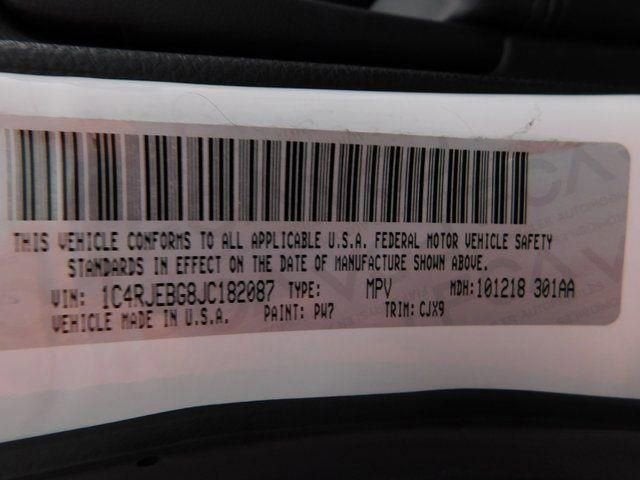 THIS VEHICLE CONFORMS TO ALL APPLICABLE U.S.A. FEDERAL MOTOR VEHICLE SAFETY
STANDARDS IN EFFECT ON THE DATE OF MANUFACTURE SHOWN ABOVE.
VIN: 1C4RJEBG8JC182087 TYPE: MPV MDH:101218 301AA
VEHICLE MADE IN U.S.A. PAINT: PW7 TRIM: CJX9